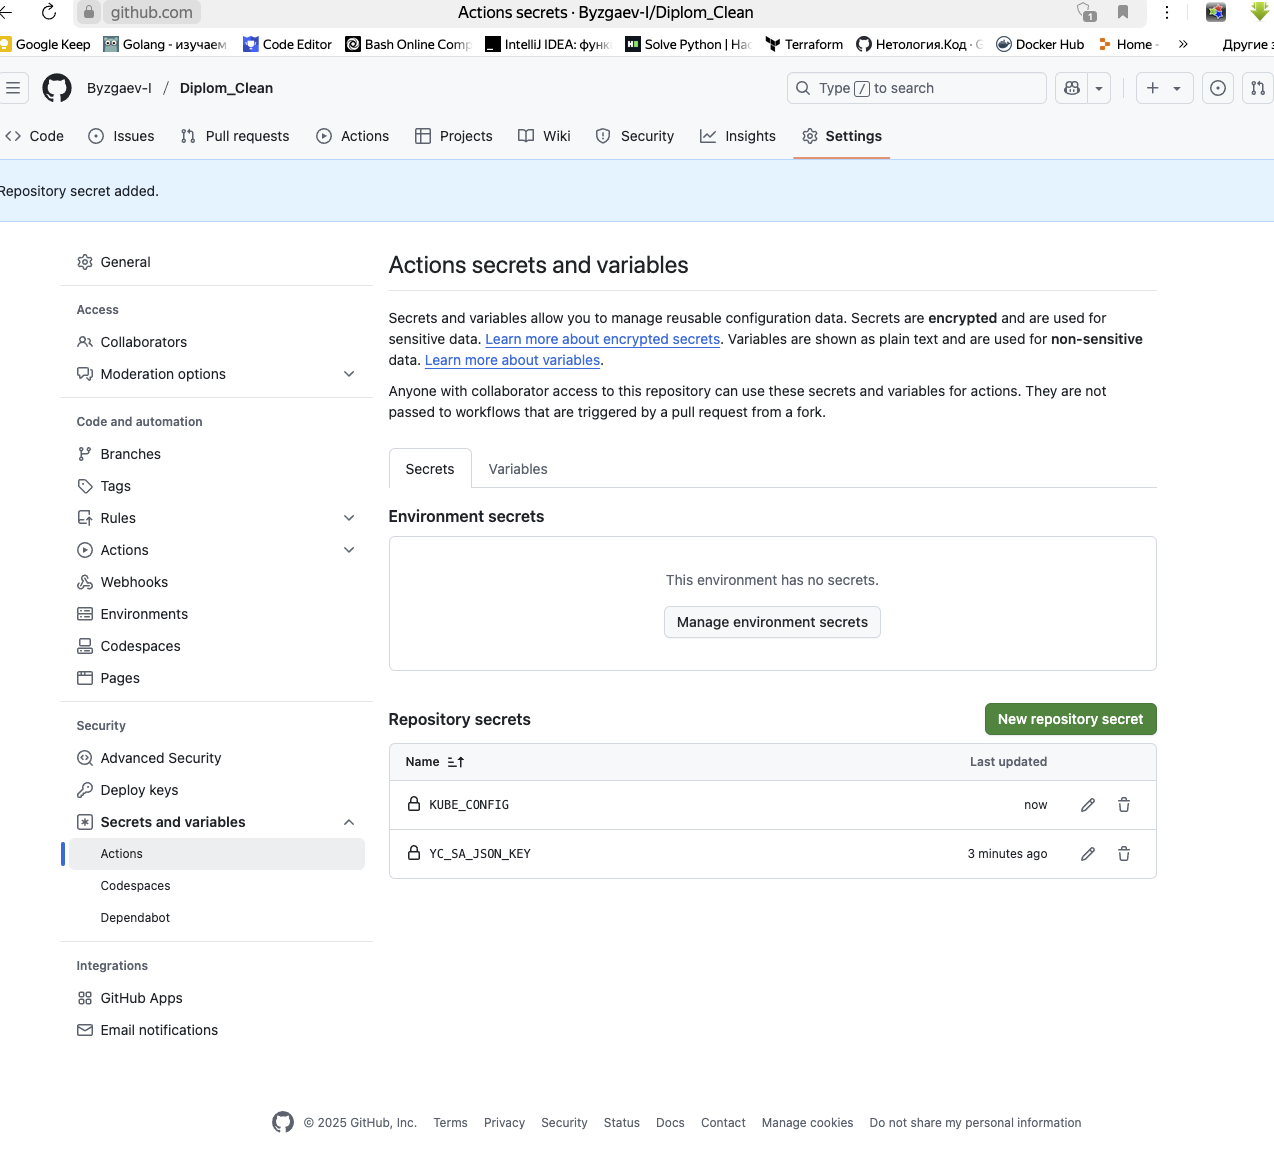 github.com
Actions secrets · Byzgaev-I/Diplom_Clean
1
Google Keep
Golang - изучаем
Code Editor
Bash Online Comp
IntelliJ IDEA: функ
Solve Python | Hac
Terraform
Нетология.Код · G
Docker Hub
Home -
»
Другие з
Byzgaev-I / Diplom_Clean
Type / to search
Code
Issues
Pull requests
Actions
Projects
Wiki
Security
Insights
Settings
Repository secret added.
General
Access
Collaborators
Moderation options
Code and automation
Branches
Tags
Rules
Actions
Webhooks
Environments
Codespaces
Pages
Security
Advanced Security
Deploy keys
Secrets and variables
Actions
Codespaces
Dependabot
Integrations
GitHub Apps
Email notifications
Actions secrets and variables
Secrets and variables allow you to manage reusable configuration data. Secrets are encrypted and are used for
sensitive data. Learn more about encrypted secrets. Variables are shown as plain text and are used for non-sensitive
data. Learn more about variables.
Anyone with collaborator access to this repository can use these secrets and variables for actions. They are not
passed to workflows that are triggered by a pull request from a fork.
Secrets
Variables
Environment secrets
This environment has no secrets.
Manage environment secrets
Repository secrets
New repository secret
Name
Last updated
KUBE_CONFIG
now
YC_SA_JSON_KEY
3 minutes ago
© 2025 GitHub, Inc.
Terms
Privacy
Security
Status
Docs
Contact
Manage cookies
Do not share my personal information